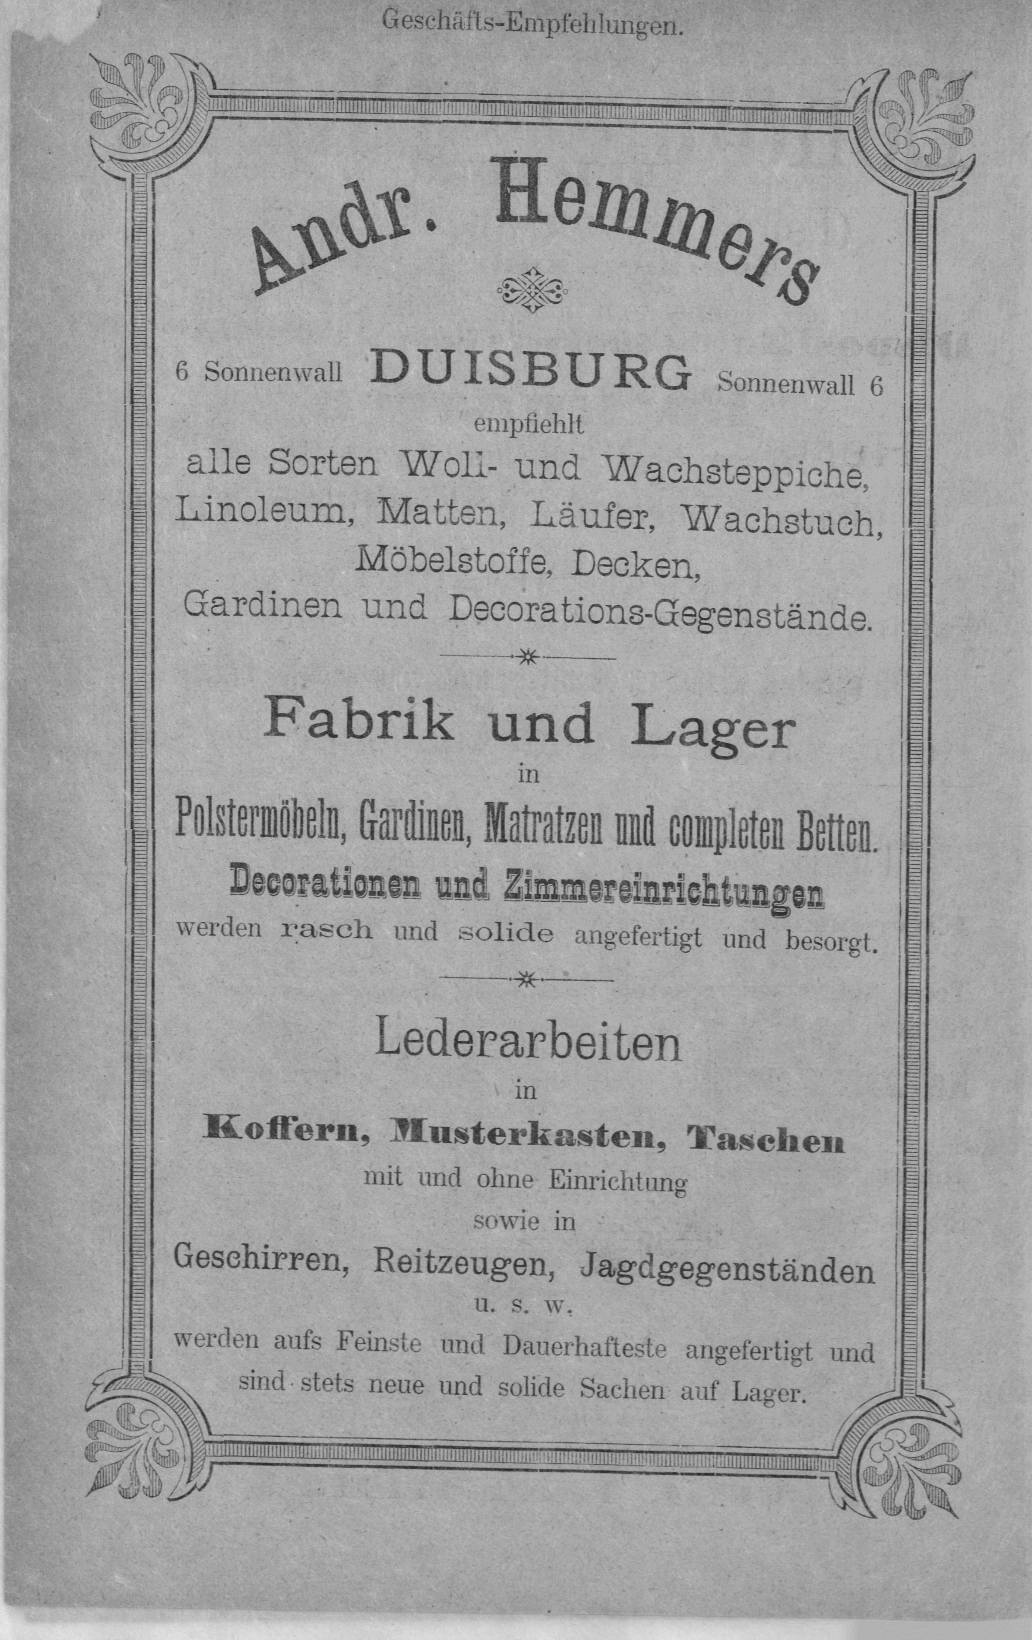 Geschäfts-Empfehlungen.
Andr. Hemmers
6 Sonnenwall DUISBURG Sonnenwall 6
empfiehlt
alle Sorten Woll- und Wachsteppiche,
Linoleum, Matten, Läufer, Wachstuch,
Möbelstoffe, Decken,
Gardinen und Decorations-Gegenstände.
Fabrik und Lager
in
Polstermöbeln, Gardinen, Matratzen und completen Betten.
Decorationen und Zimmereinrichtungen
werden rasch und solide angefertigt und besorgt.
Lederarbeiten
in
Koffern, Musterkasten, Taschen
mit und ohne Einrichtung
sowie in
Geschirren, Reitzeugen, Jagdgegenständen
u. s. w.
werden aufs Feinste und Dauerhafteste angefertigt und
sind stets neue und solide Sachen auf Lager.